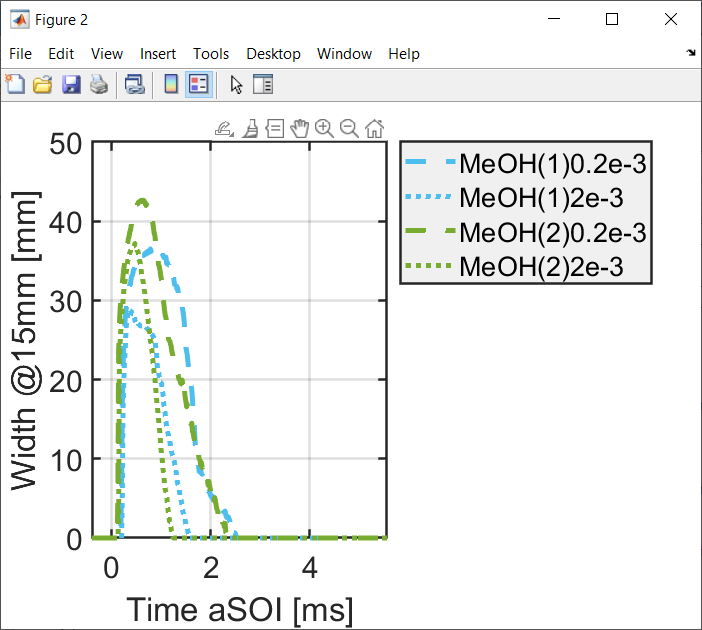 Figure 2
File Edit View Insert Tools Desktop Window Help
50
40
30
20
10
0
Width @15mm [mm]
0 2 4
Time aSOI [ms]
MeOH(1)0.2e-3
MeOH(1)2e-3
MeOH(2)0.2e-3
MeOH(2)2e-3